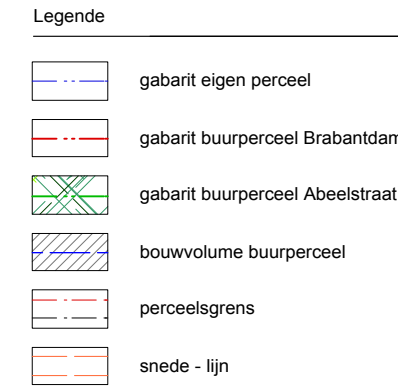 Legende
gabarit eigen perceel
gabarit buurperceel Brabantdam
gabarit buurperceel Abeelstraat
bouwvolume buurperceel
perceelsgrens
snede - lijn